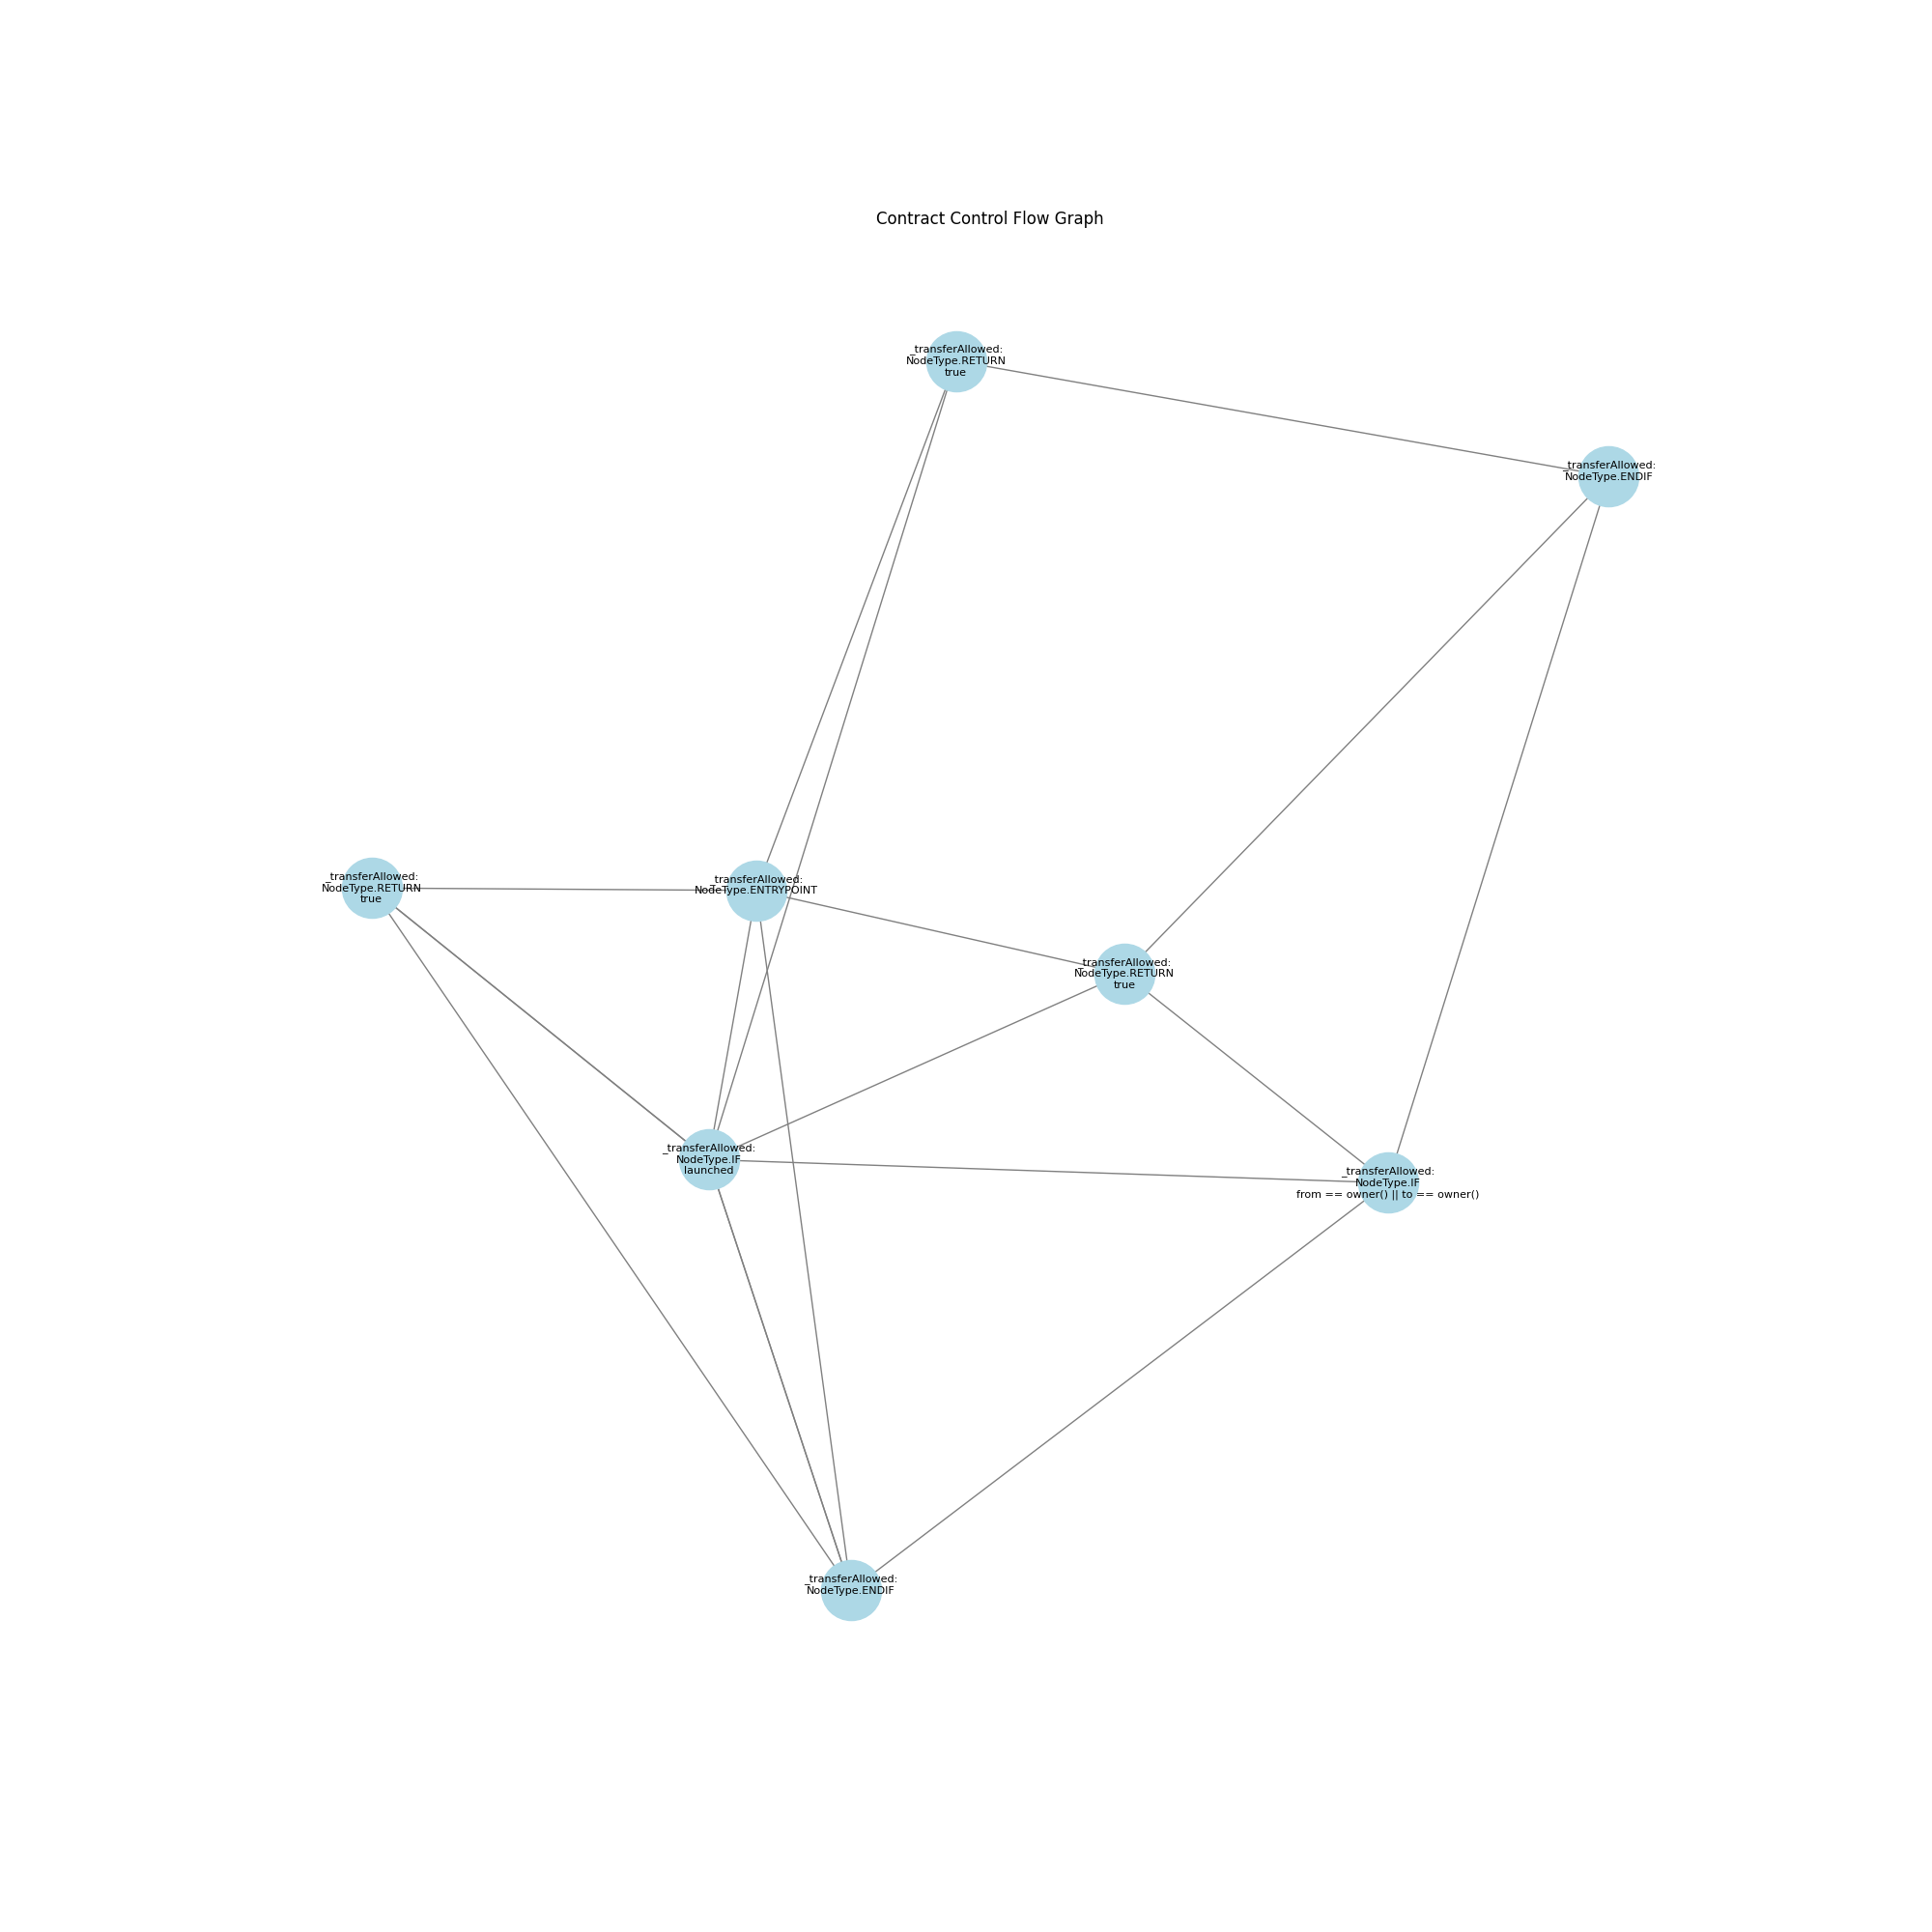 Contract Control Flow Graph
_transferAllowed:
NodeType.RETURN
true
_transferAllowed:
NodeType.ENDIF
_transferAllowed:
NodeType.RETURN
true
_transferAllowed:
NodeType.ENTRYPOINT
_transferAllowed:
NodeType.RETURN
true
_transferAllowed:
NodeType.IF
launched
_transferAllowed:
NodeType.IF
from == owner() || to == owner()
_transferAllowed:
NodeType.ENDIF